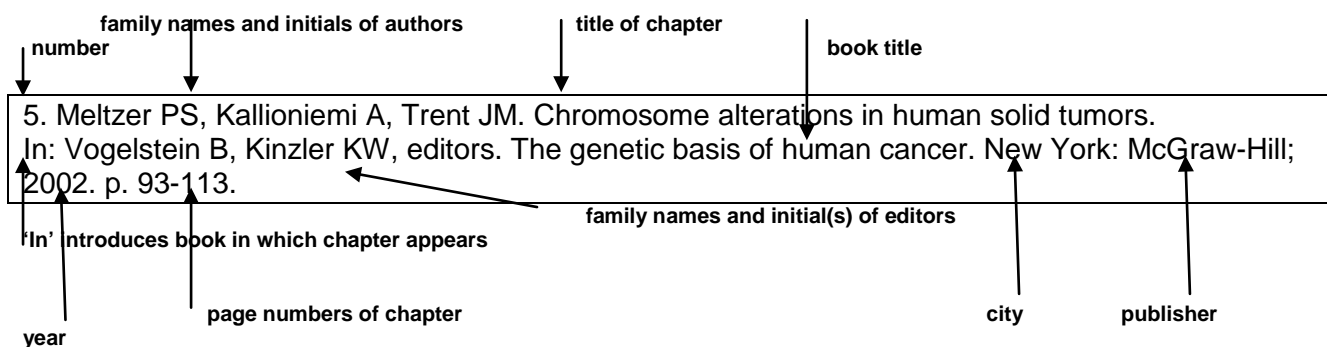 family names and initials of authors title of chapter
number book title
5. Meltzer PS, Kallioniemi A, Trent JM. Chromosome alterations in human solid tumors.
In: Vogelstein B, Kinzler KW, editors. The genetic basis of human cancer. New York: McGraw-Hill;
2002. p. 93-113.
family names and initial(s) of editors
‘In’ introduces book in which chapter appears
page numbers of chapter city publisher
year